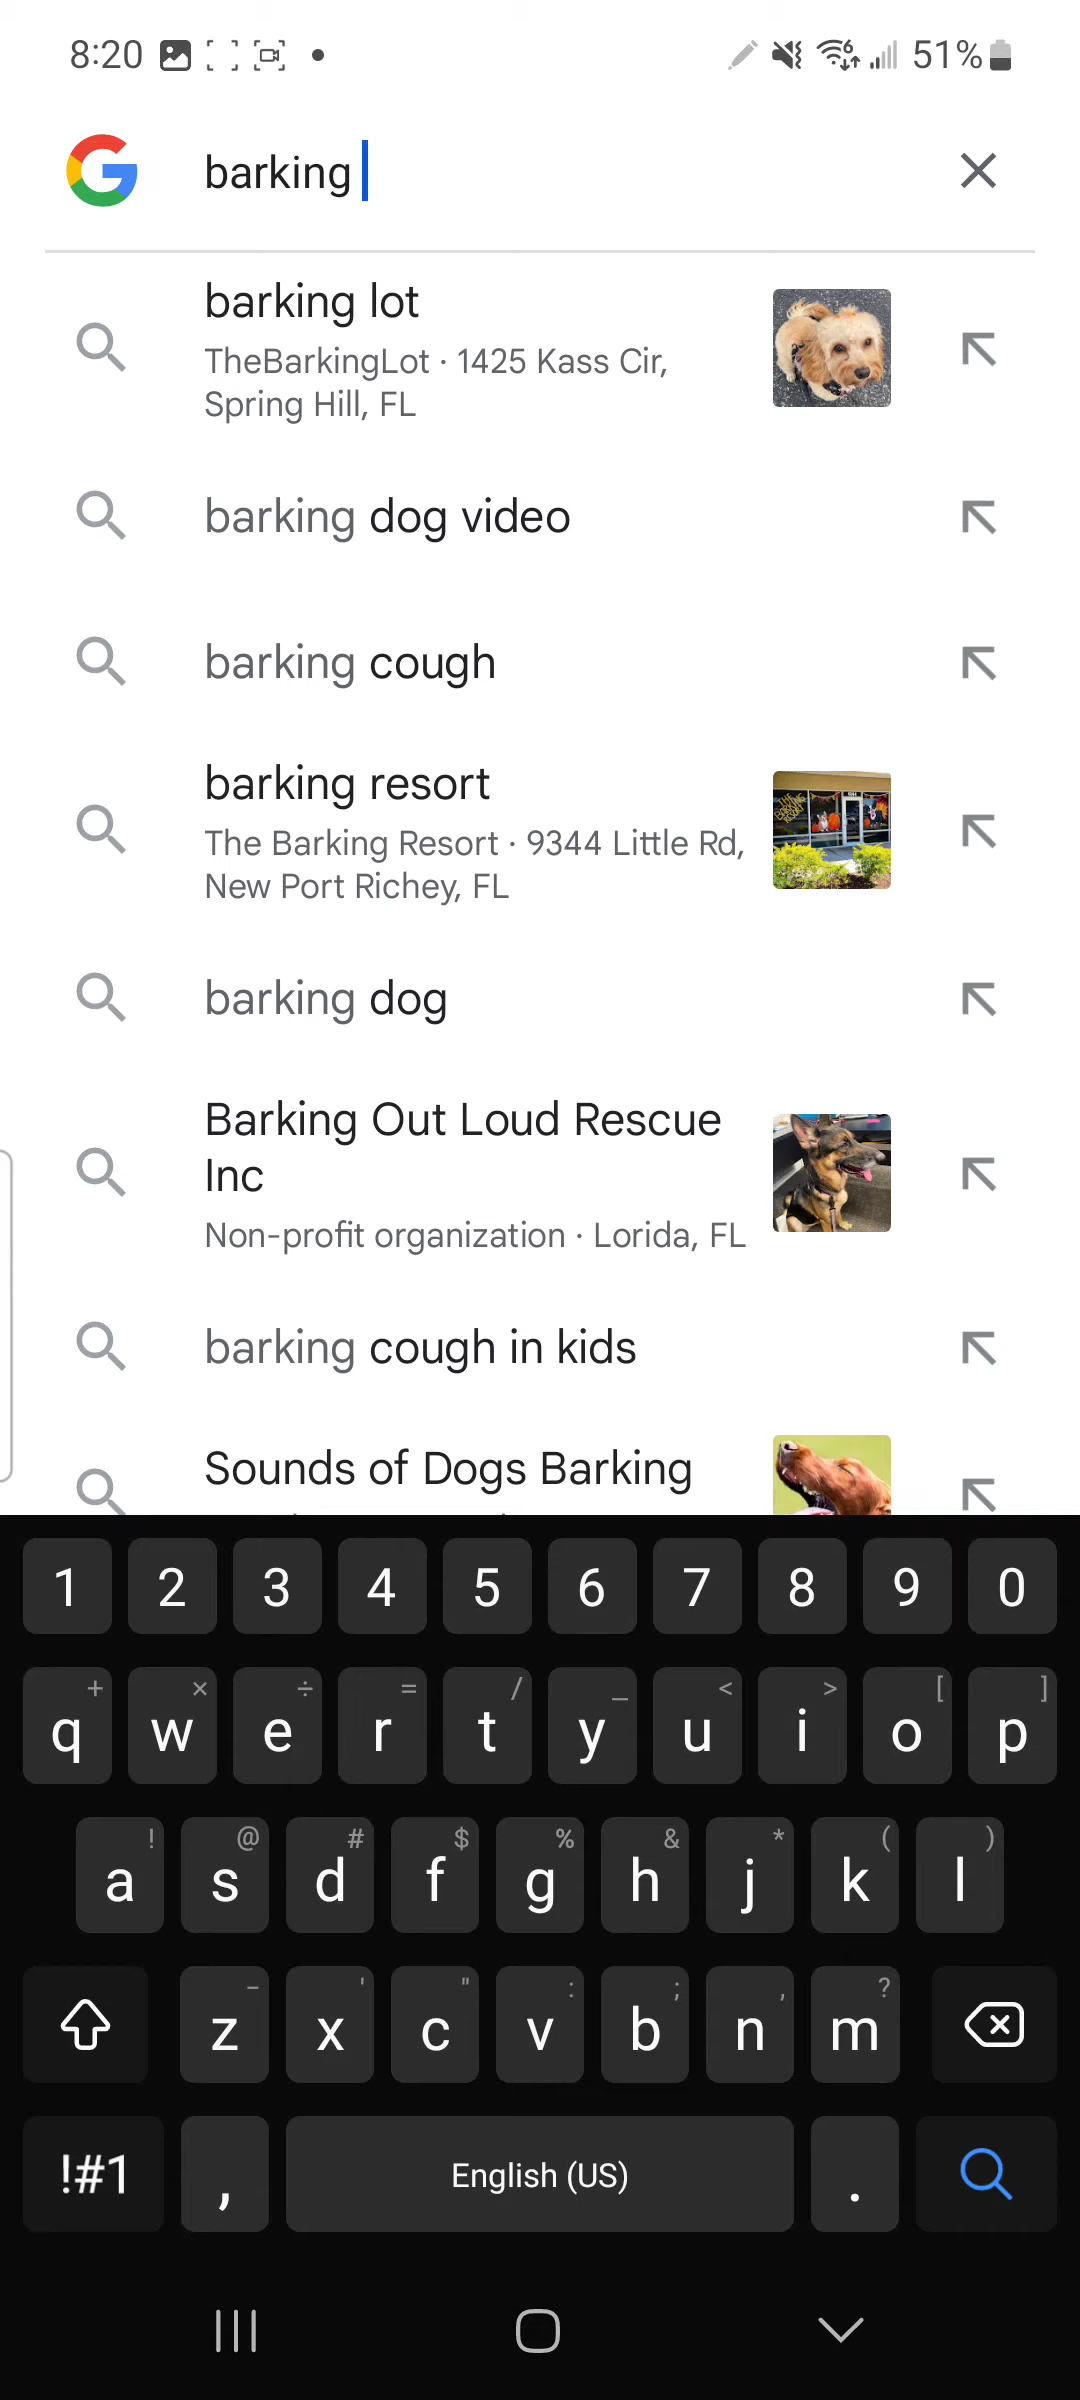 8:20 51%
barking
barking lot
TheBarkingLot · 1425 Kass Cir,
Spring Hill, FL
barking dog video
barking cough
barking resort
The Barking Resort · 9344 Little Rd,
New Port Richey, FL
barking dog
Barking Out Loud Rescue
Inc
Non-profit organization · Lorida, FL
barking cough in kids
Sounds of Dogs Barking
1 2 3 4 5 6 7 8 9 0
+ × ÷ = / _ < > [ ]
q w e r t y u i o p
! @ # $ % & * ( )
a s d f g h j k l
- ' " : ; , ?
z x c v b n m
!#1 , English (US) .